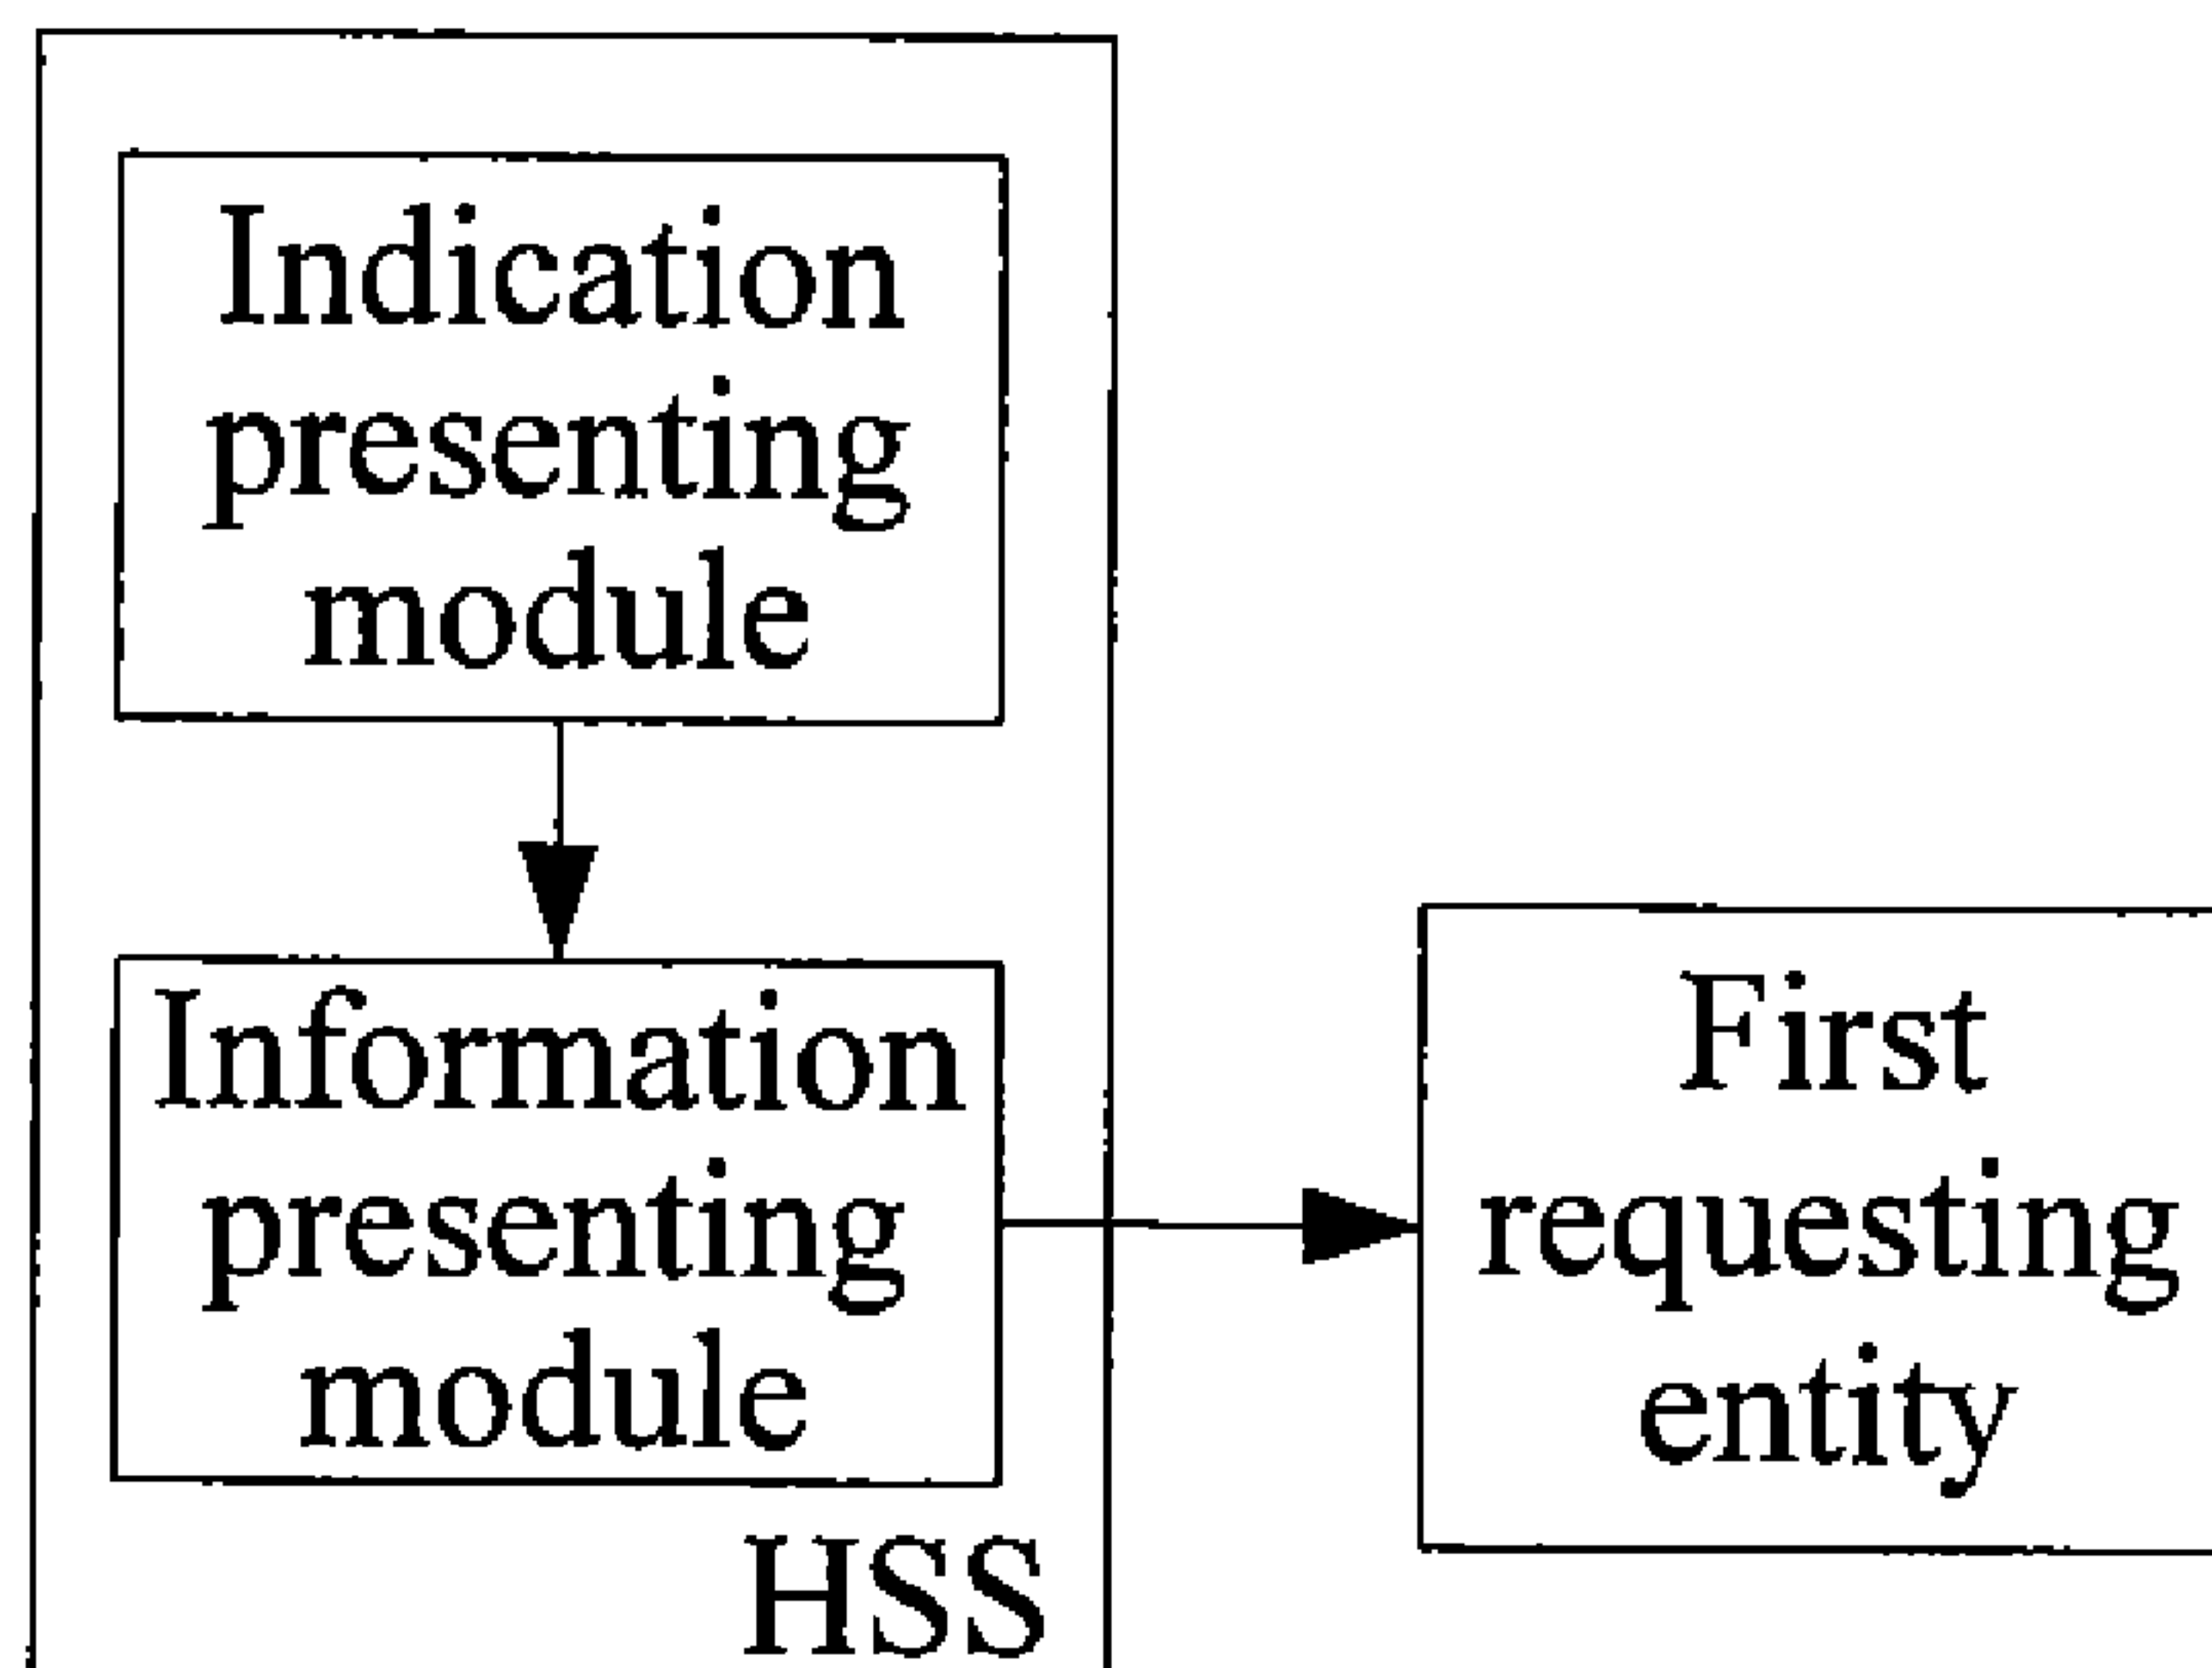 Indication
presenting
module
Information
presenting
module
HSS
First
requesting
entity